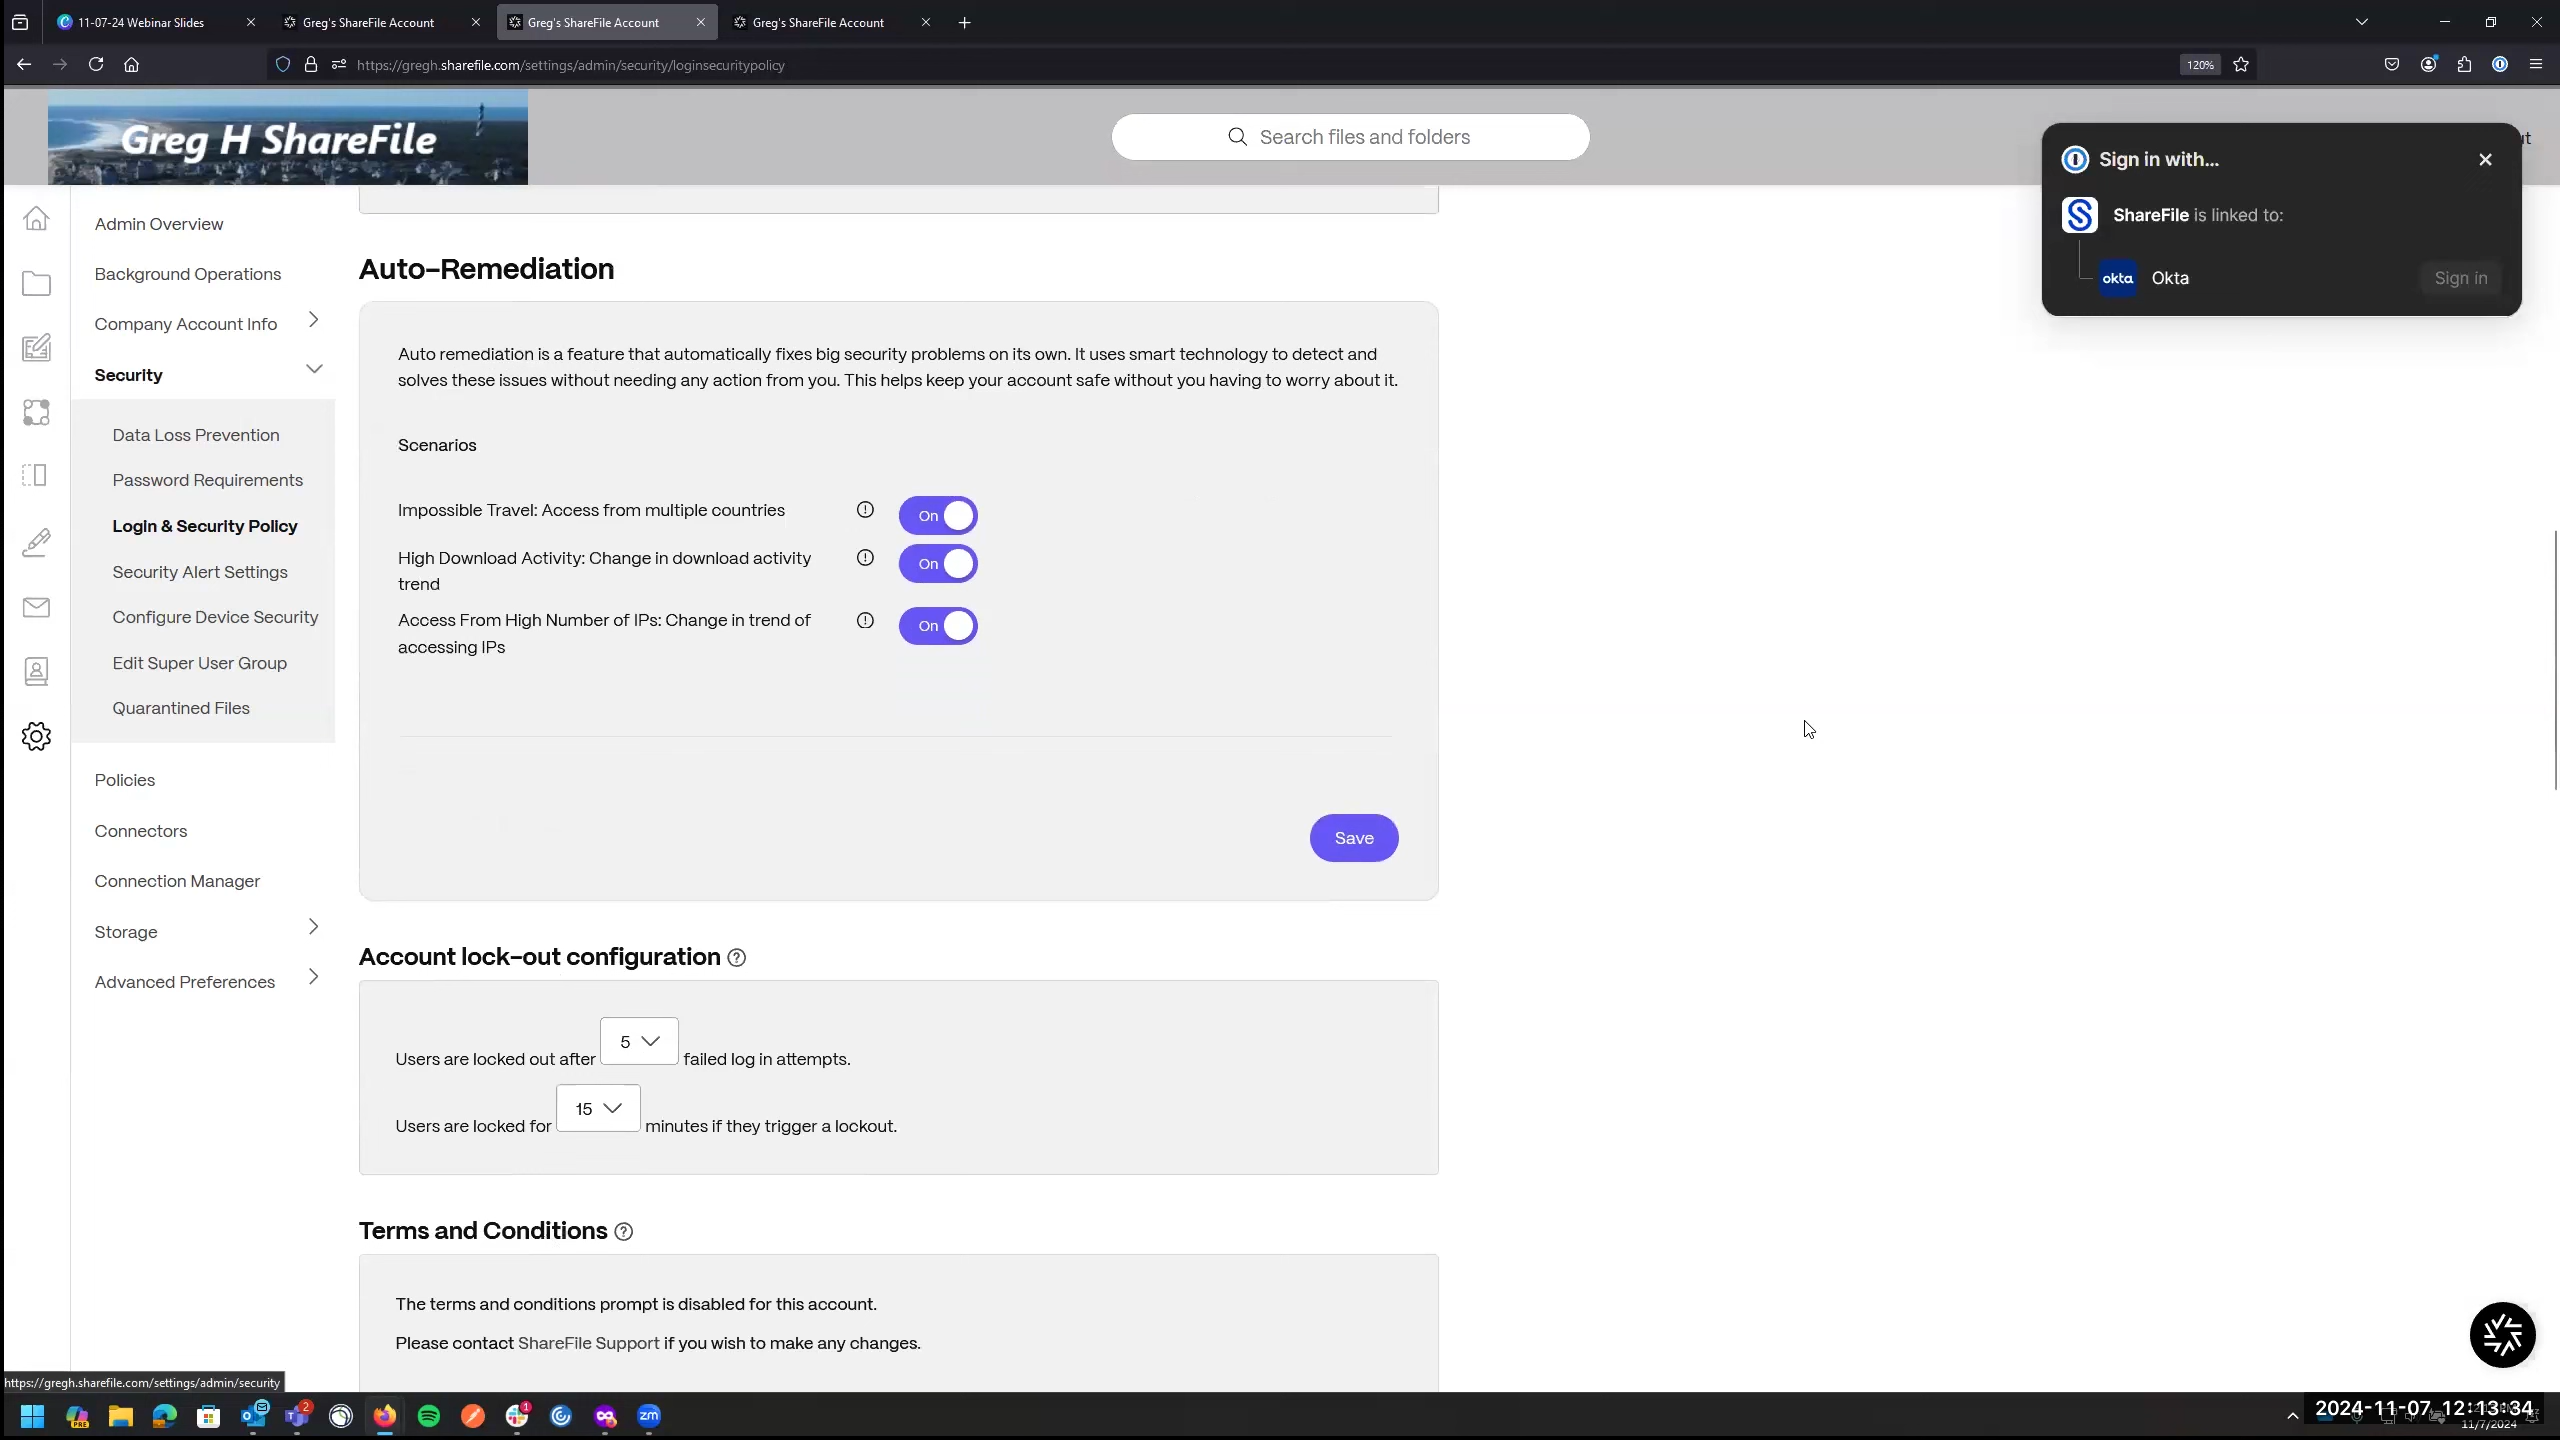 11-07-24 Webinar Slides
Greg's ShareFile Account
Greg's ShareFile Account
Greg's ShareFile Account
https://gregh.sharefile.com/settings/admin/security/loginsecuritypolicy
120%
Greg H ShareFile
Search files and folders
Sign in with...
ShareFile is linked to:
okta Okta
Sign in
Admin Overview
Background Operations
Company Account Info
Security
Data Loss Prevention
Password Requirements
Login & Security Policy
Security Alert Settings
Configure Device Security
Edit Super User Group
Quarantined Files
Policies
Connectors
Connection Manager
Storage
Advanced Preferences
Auto-Remediation
Auto remediation is a feature that automatically fixes big security problems on its own. It uses smart technology to detect and
solves these issues without needing any action from you. This helps keep your account safe without you having to worry about it.
Scenarios
Impossible Travel: Access from multiple countries
On
High Download Activity: Change in download activity
trend
On
Access From High Number of IPs: Change in trend of
accessing IPs
On
Save
Account lock-out configuration
Users are locked out after 5 failed log in attempts.
Users are locked for 15 minutes if they trigger a lockout.
Terms and Conditions
The terms and conditions prompt is disabled for this account.
Please contact ShareFile Support if you wish to make any changes.
https://gregh.sharefile.com/settings/admin/security
PRE
2
1
zm
2024-11-07 12:13:34
11/7/2024